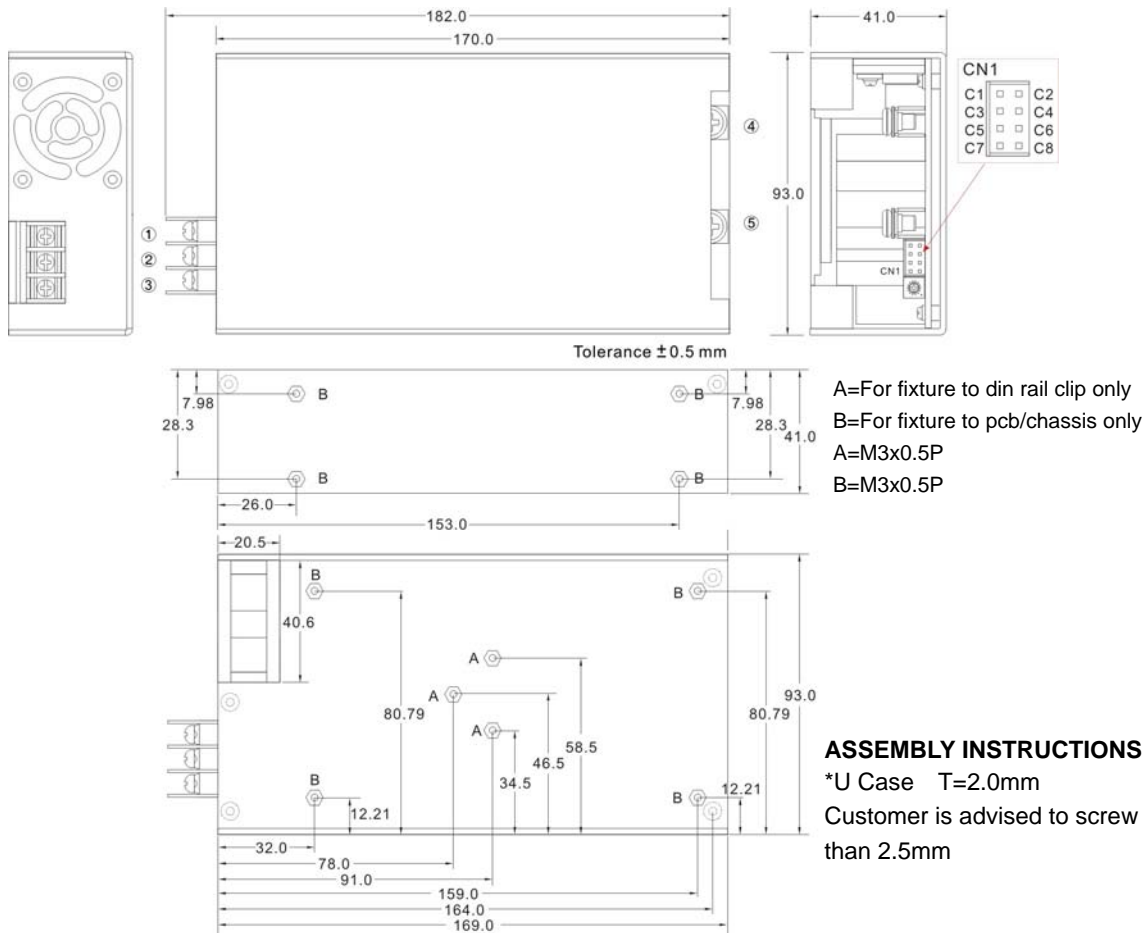 182.0
170.0
41.0
CN1
C1 C2
C3 C4
C5 C6
C7 C8
④
93.0
⑤
①
②
③
CN1
Tolerance ±0.5 mm
B B
7.98 7.98
28.3 28.3 41.0
B B
26.0
153.0
A=For fixture to din rail clip only
B=For fixture to pcb/chassis only
A=M3x0.5P
B=M3x0.5P
20.5
B B
40.6
A
A
93.0
80.79 80.79
A
58.5
46.5
34.5
B B
12.21 12.21
32.0
78.0
91.0
159.0
164.0
169.0
ASSEMBLY INSTRUCTIONS
*U Case T=2.0mm
Customer is advised to screw
than 2.5mm